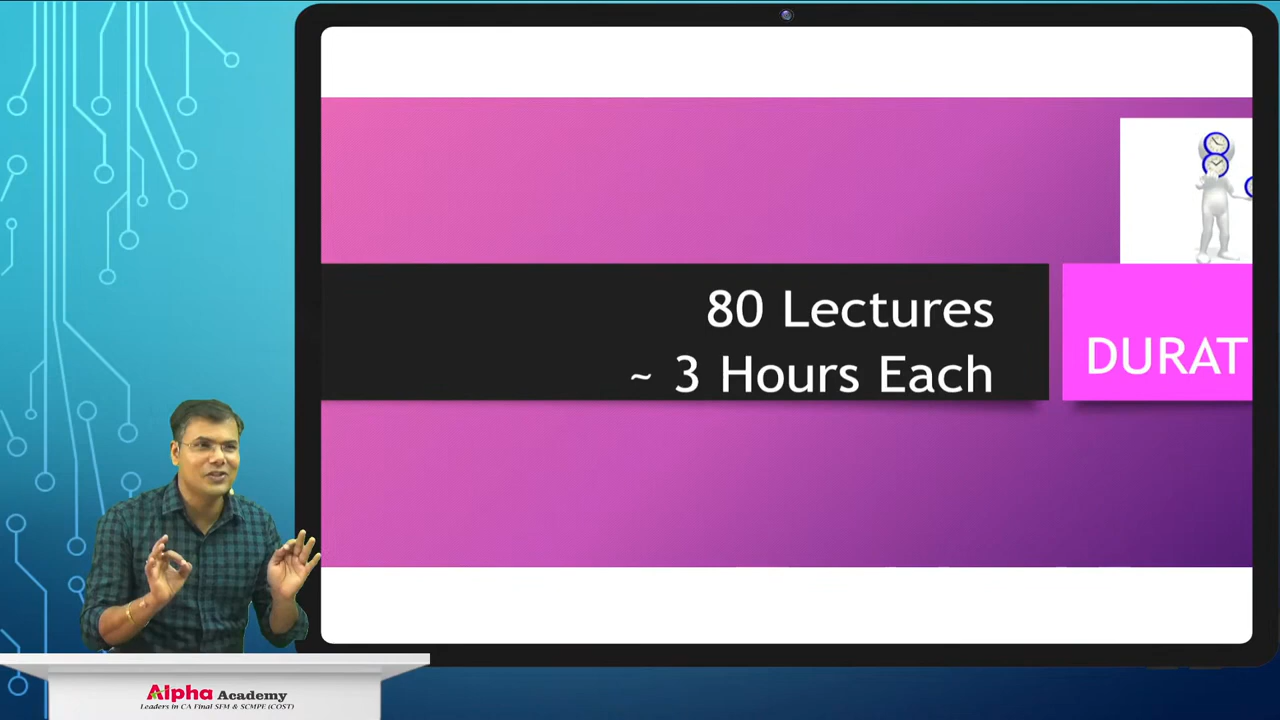 80 Lectures
~ 3 Hours Each
DURAT
Alpha Academy
Leaders in CA Final SFM & SCMPE (COST)